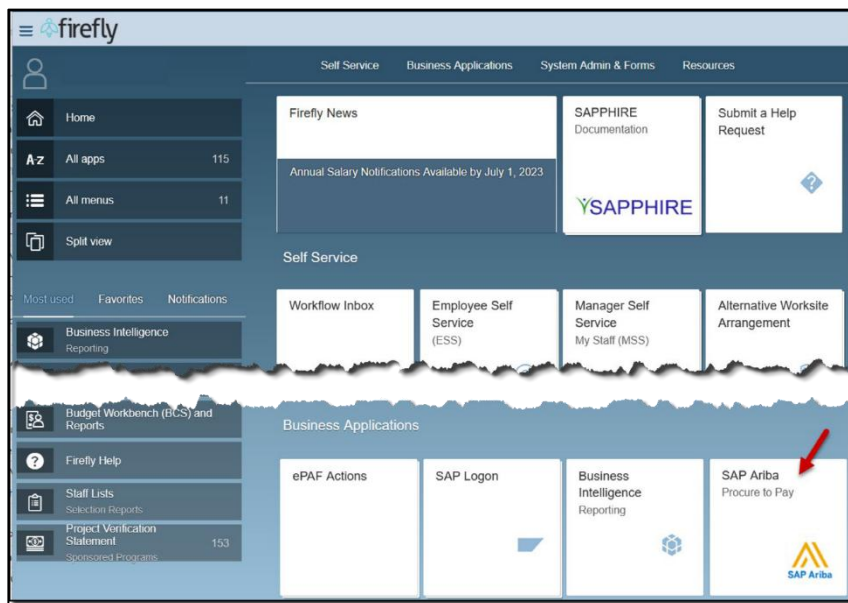 firefly
Self Service Business Applications System Admin & Forms Resources
Home
A-z All apps 115
All menus 11
Split view
Most used Favorites Notifications
Business Intelligence
Reporting
Budget Workbench (BCS) and
Reports
Firefly Help
Staff Lists
Selection Reports
Project Verification
Statement 153
Sponsored Programs
Firefly News
Annual Salary Notifications Available by July 1, 2023
SAPPHIRE
Documentation
SAPPHIRE
Submit a Help
Request
Self Service
Workflow Inbox
Employee Self
Service
(ESS)
Manager Self
Service
My Staff (MSS)
Alternative Worksite
Arrangement
Business Applications
ePAF Actions
SAP Logon
Business
Intelligence
Reporting
SAP Ariba
Procure to Pay
SAP Ariba